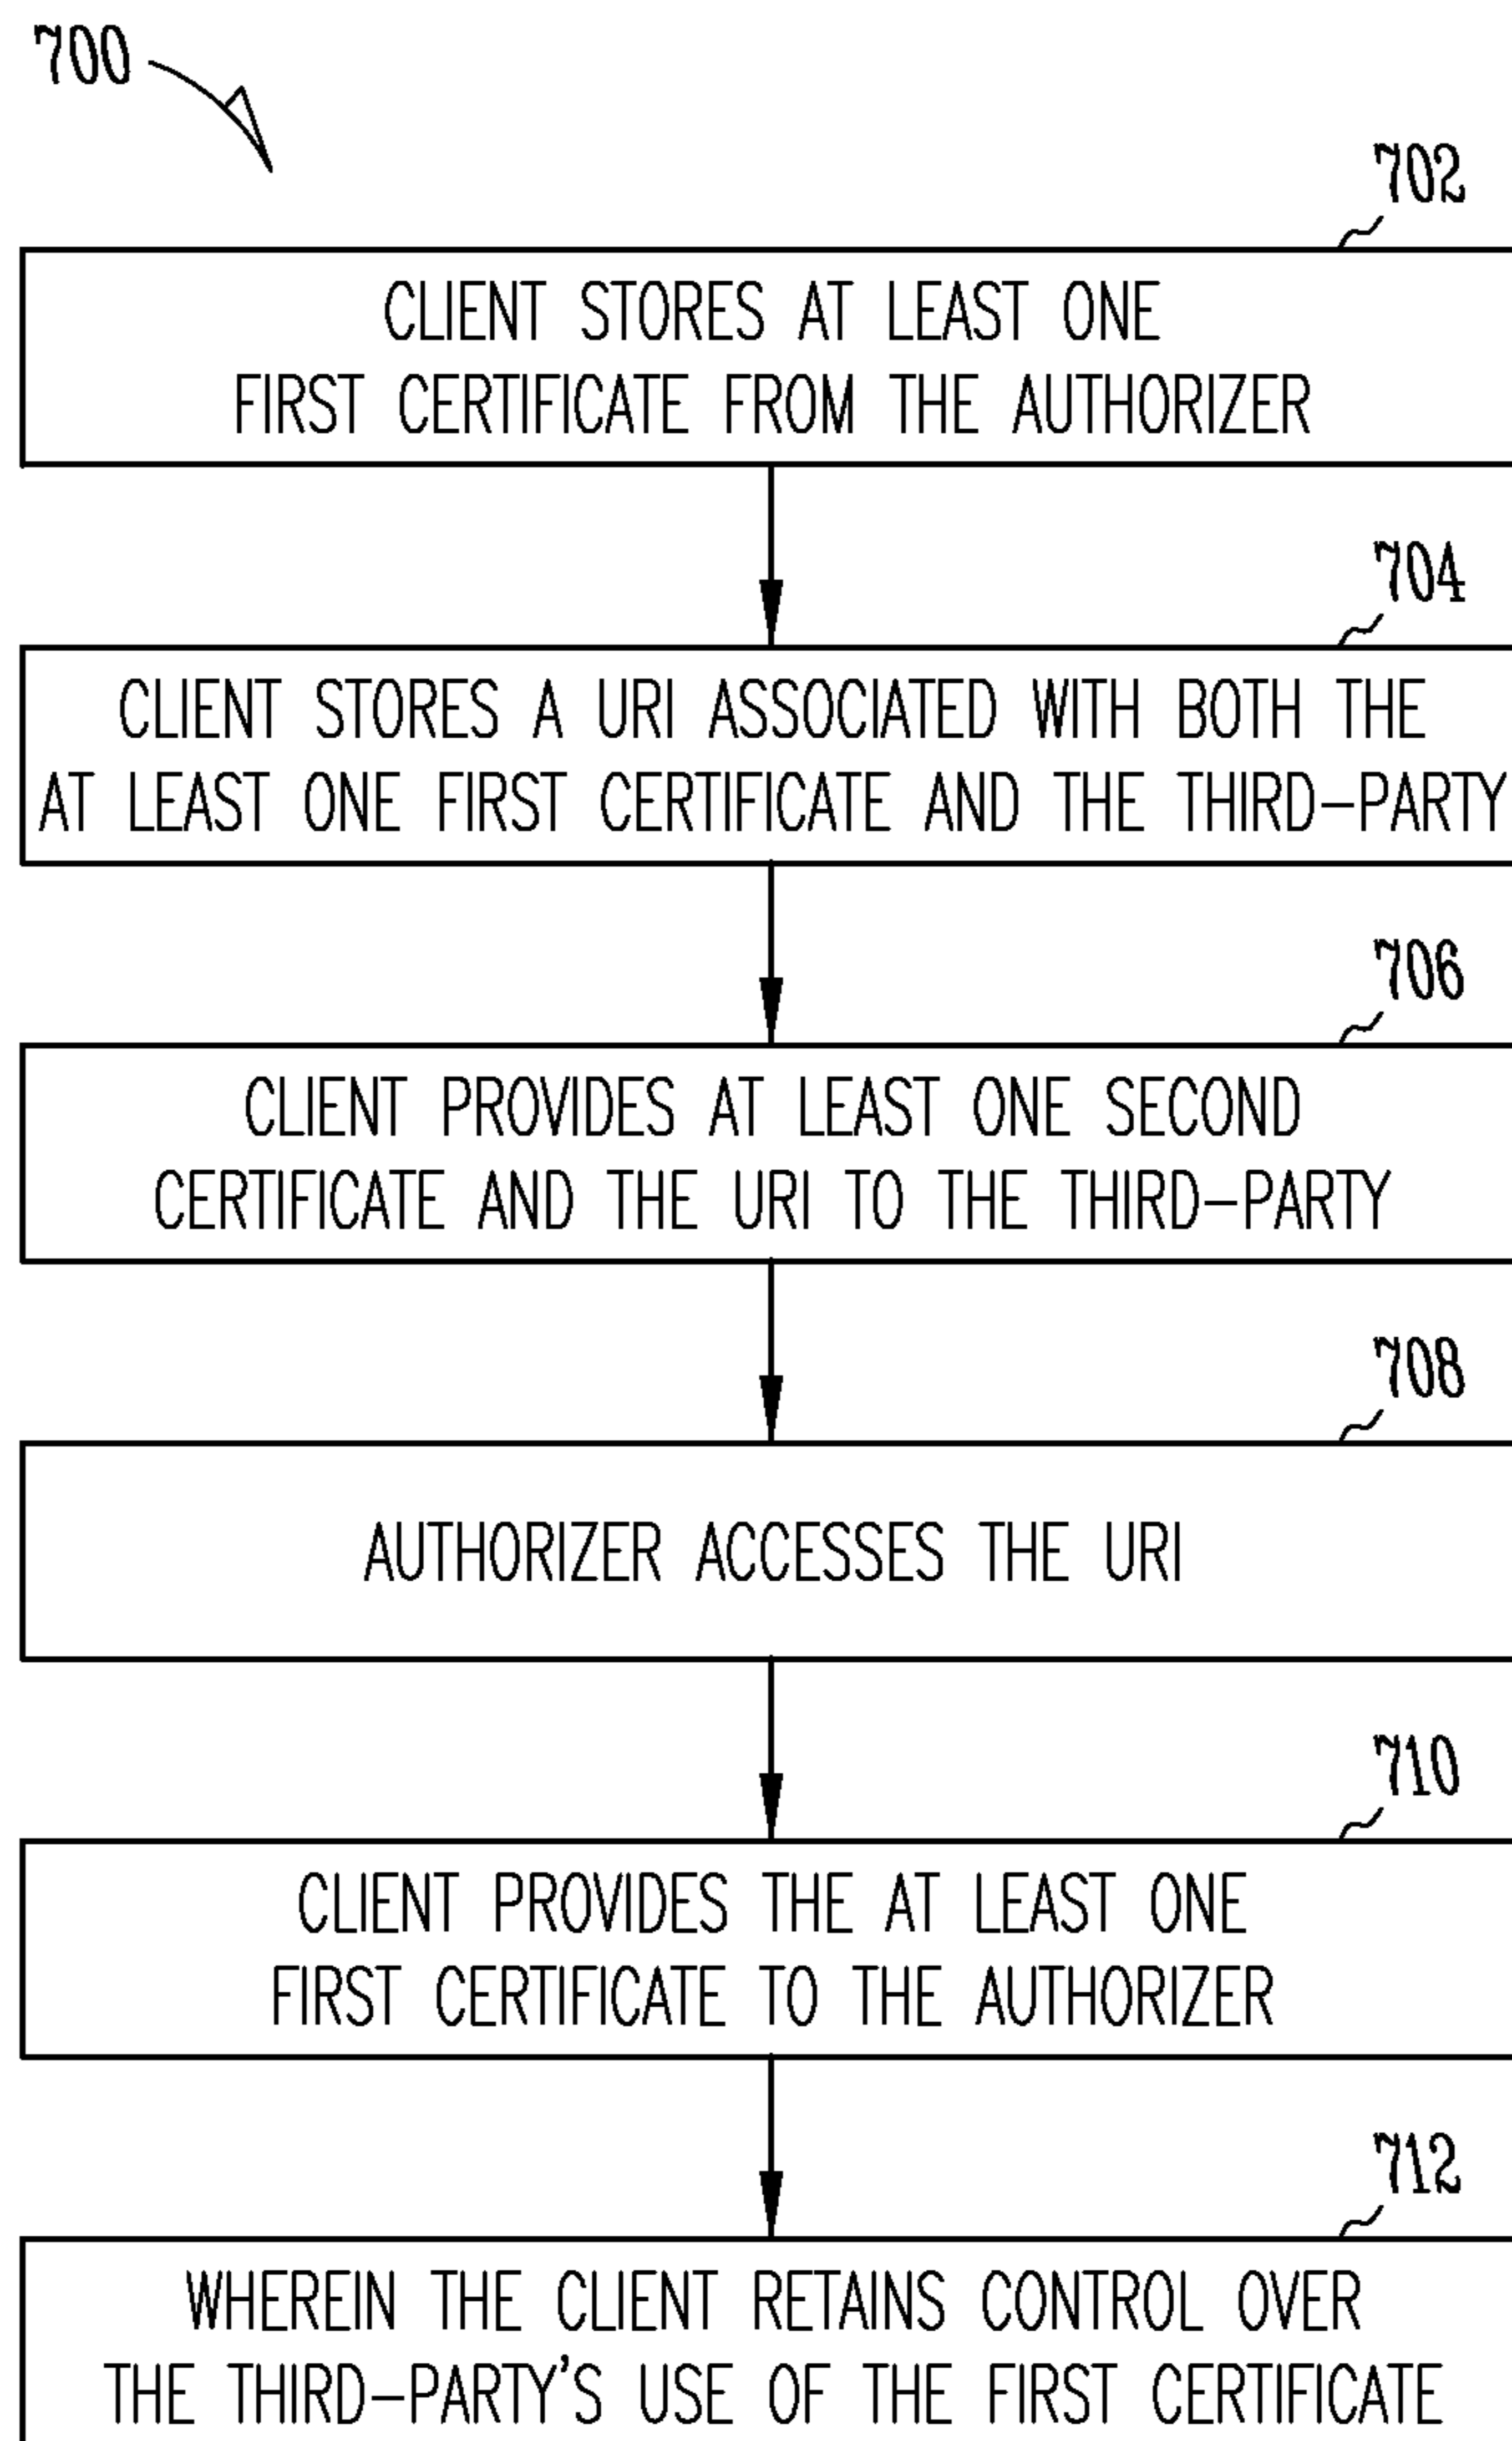 700
702
CLIENT STORES AT LEAST ONE
FIRST CERTIFICATE FROM THE AUTHORIZER
704
CLIENT STORES A URI ASSOCIATED WITH BOTH THE
AT LEAST ONE FIRST CERTIFICATE AND THE THIRD-PARTY
706
CLIENT PROVIDES AT LEAST ONE SECOND
CERTIFICATE AND THE URI TO THE THIRD-PARTY
708
AUTHORIZER ACCESSES THE URI
710
CLIENT PROVIDES THE AT LEAST ONE
FIRST CERTIFICATE TO THE AUTHORIZER
712
WHEREIN THE CLIENT RETAINS CONTROL OVER
THE THIRD-PARTY'S USE OF THE FIRST CERTIFICATE